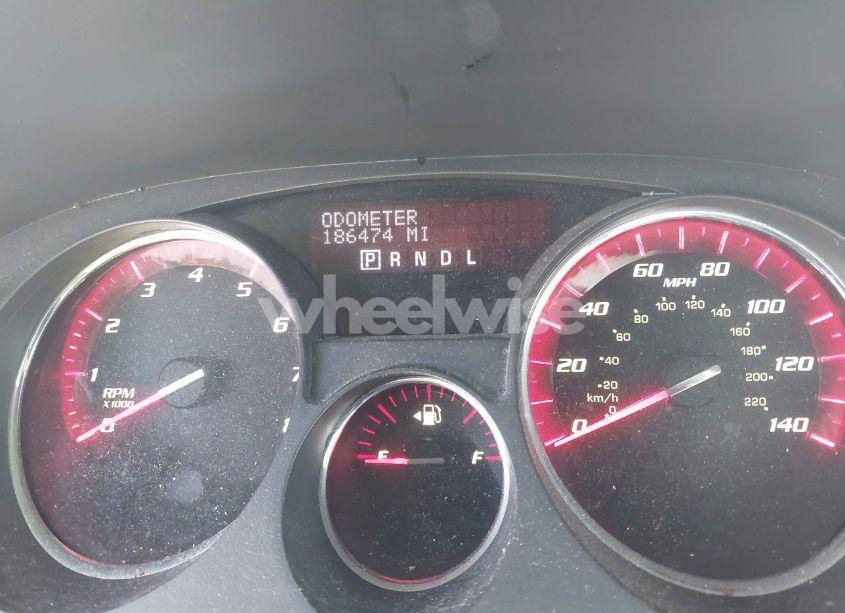 ODOMETER
186474 MI
P R N D L
0 1 2 3 4 5 6 7
RPM
X1000
E F
0 20 40 60 80 100 120 140
MPH
0 20 40 60 80 100 120 140 160 180 200 220
km/h
wheelwise